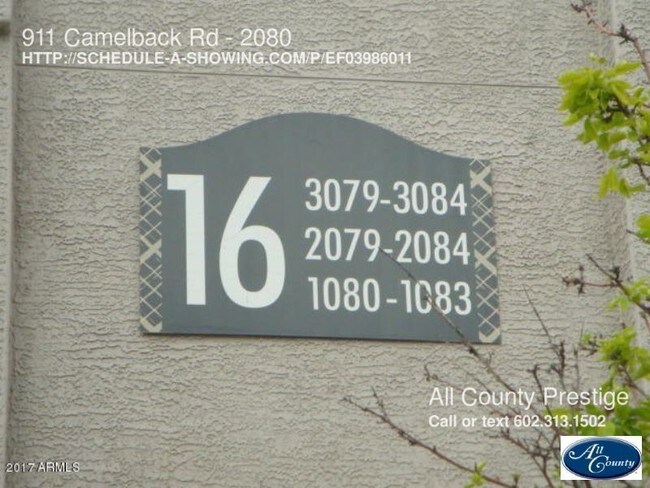 911 Camelback Rd - 2080
HTTP://SCHEDULE-A-SHOWING.COM/P/EF03986011
16
3079-3084
2079-2084
1080-1083
All County Prestige
Call or text 602.313.1502
All
County
2017 ARMLS